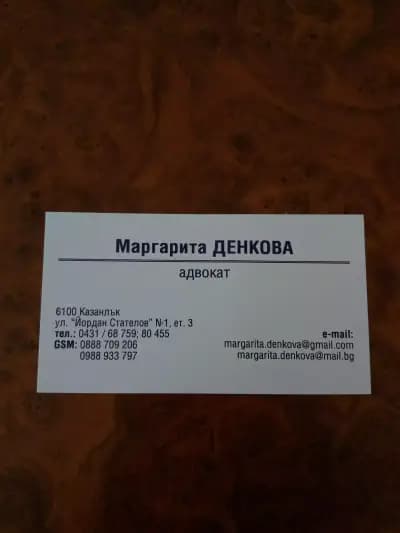 Маргарита ДЕНКОВА
адвокат
6100 Казанлък
ул. "Йордан Стателов" №1, ет. 3
тел.: 0431 / 68 759; 80 455
GSM: 0888 709 206
0988 933 797
e-mail:
margarita.denkova@gmail.com
margarita.denkova@mail.bg